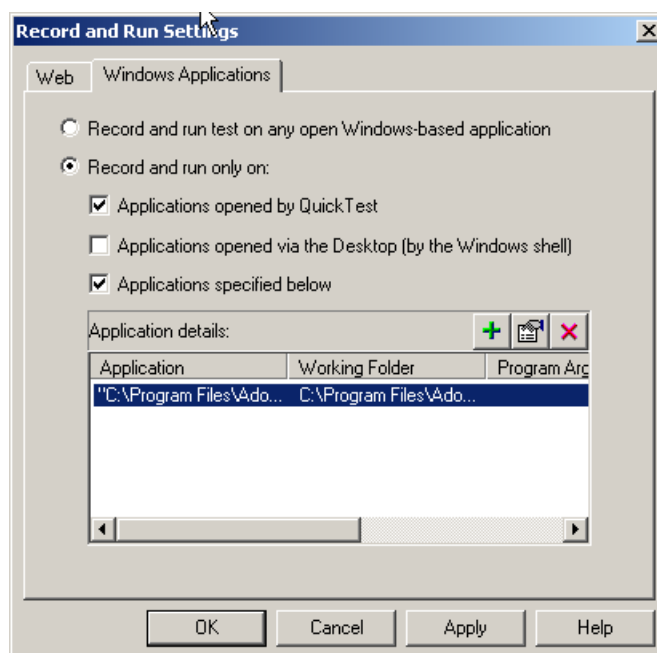 Record and Run Settings
Web
Windows Applications
Record and run test on any open Windows-based application
Record and run only on:
Applications opened by QuickTest
Applications opened via the Desktop (by the Windows shell)
Applications specified below
Application details:
Application Working Folder Program Arg
"C:\Program Files\Ado... C:\Program Files\Ado...
OK Cancel Apply Help